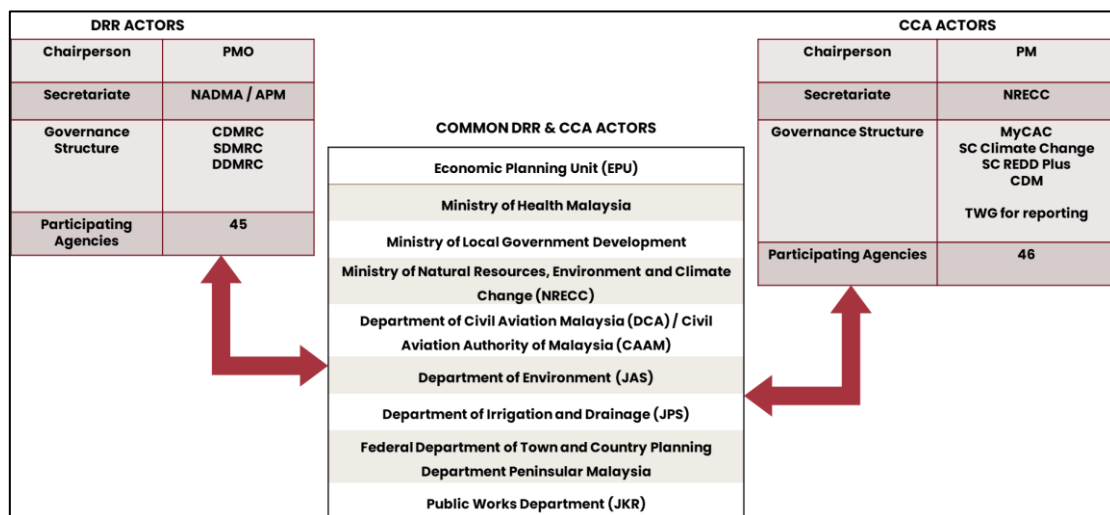 DRR ACTORS
Chairperson PMO
Secretariate NADMA / APM
Governance CDMRC
Structure SDMRC
DDMRC
Participating 45
Agencies
COMMON DRR & CCA ACTORS
Economic Planning Unit (EPU)
Ministry of Health Malaysia
Ministry of Local Government Development
Ministry of Natural Resources, Environment and Climate
Change (NRECC)
Department of Civil Aviation Malaysia (DCA) / Civil
Aviation Authority of Malaysia (CAAM)
Department of Environment (JAS)
Department of Irrigation and Drainage (JPS)
Federal Department of Town and Country Planning
Department Peninsular Malaysia
Public Works Department (JKR)
CCA ACTORS
Chairperson PM
Secretariate NRECC
Governance Structure MyCAC
SC Climate Change
SC REDD Plus
CDM
TWG for reporting
Participating Agencies 46